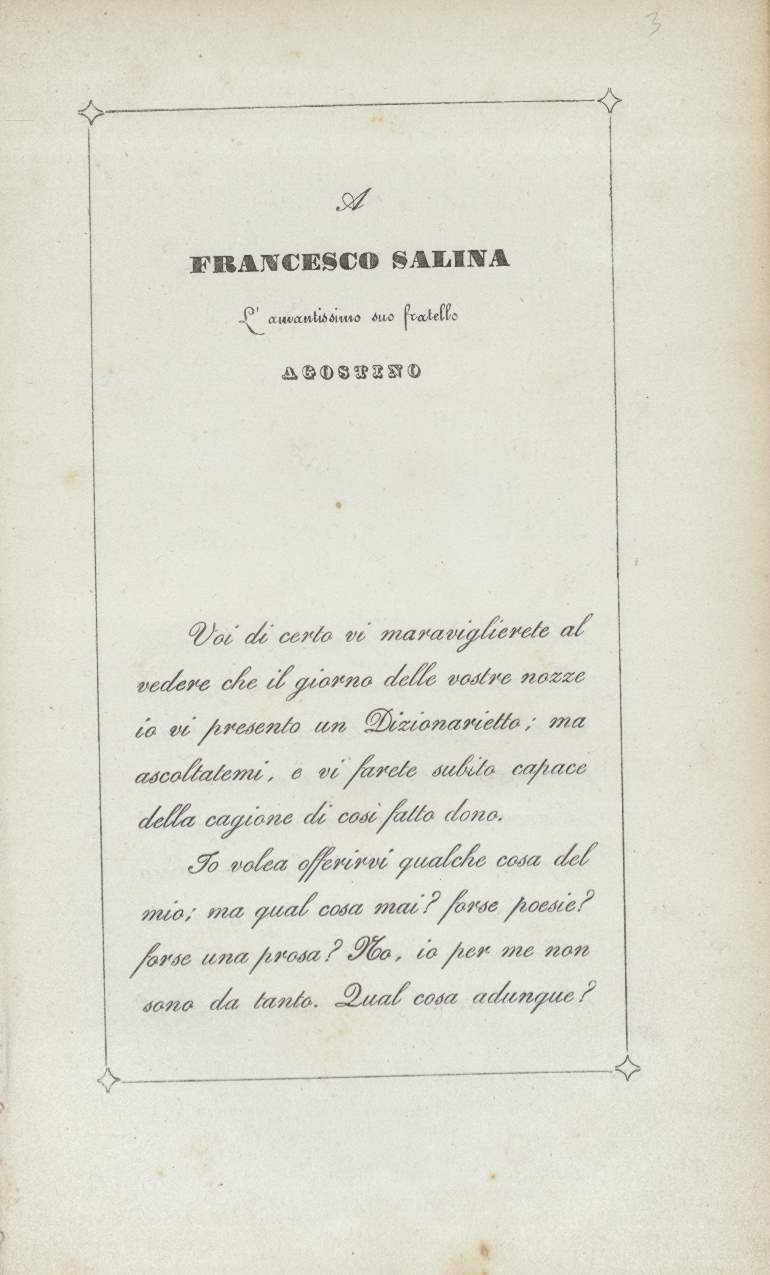 3
A
FRANCESCO SALINA
L' amantissimo suo fratello
AGOSTINO
Voi di certo vi maraviglierete al
vedere che il giorno delle vostre nozze
io vi presento un Dizionarietto; ma
ascoltatemi, e vi farete subito capace
della cagione di così fatto dono.
Io volea offerirvi qualche cosa del
mio; ma qual cosa mai? forse poesie?
forse una prosa? No, io per me non
sono da tanto. Qual cosa adunque?